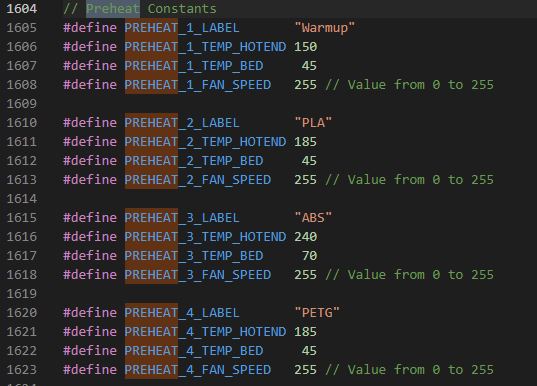 1604 // Preheat Constants
1605 #define PREHEAT_1_LABEL "Warmup"
1606 #define PREHEAT_1_TEMP_HOTEND 150
1607 #define PREHEAT_1_TEMP_BED 45
1608 #define PREHEAT_1_FAN_SPEED 255 // Value from 0 to 255
1609
1610 #define PREHEAT_2_LABEL "PLA"
1611 #define PREHEAT_2_TEMP_HOTEND 185
1612 #define PREHEAT_2_TEMP_BED 45
1613 #define PREHEAT_2_FAN_SPEED 255 // Value from 0 to 255
1614
1615 #define PREHEAT_3_LABEL "ABS"
1616 #define PREHEAT_3_TEMP_HOTEND 240
1617 #define PREHEAT_3_TEMP_BED 70
1618 #define PREHEAT_3_FAN_SPEED 255 // Value from 0 to 255
1619
1620 #define PREHEAT_4_LABEL "PETG"
1621 #define PREHEAT_4_TEMP_HOTEND 185
1622 #define PREHEAT_4_TEMP_BED 45
1623 #define PREHEAT_4_FAN_SPEED 255 // Value from 0 to 255